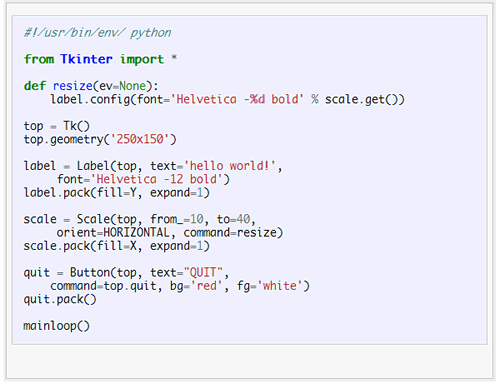 #!/usr/bin/env/ python
from Tkinter import *
def resize(ev=None):
label.config(font='Helvetica -%d bold' % scale.get())
top = Tk()
top.geometry('250x150')
label = Label(top, text='hello world!',
font='Helvetica -12 bold')
label.pack(fill=Y, expand=1)
scale = Scale(top, from_=10, to=40,
orient=HORIZONTAL, command=resize)
scale.pack(fill=X, expand=1)
quit = Button(top, text="QUIT",
command=top.quit, bg='red', fg='white')
quit.pack()
mainloop()